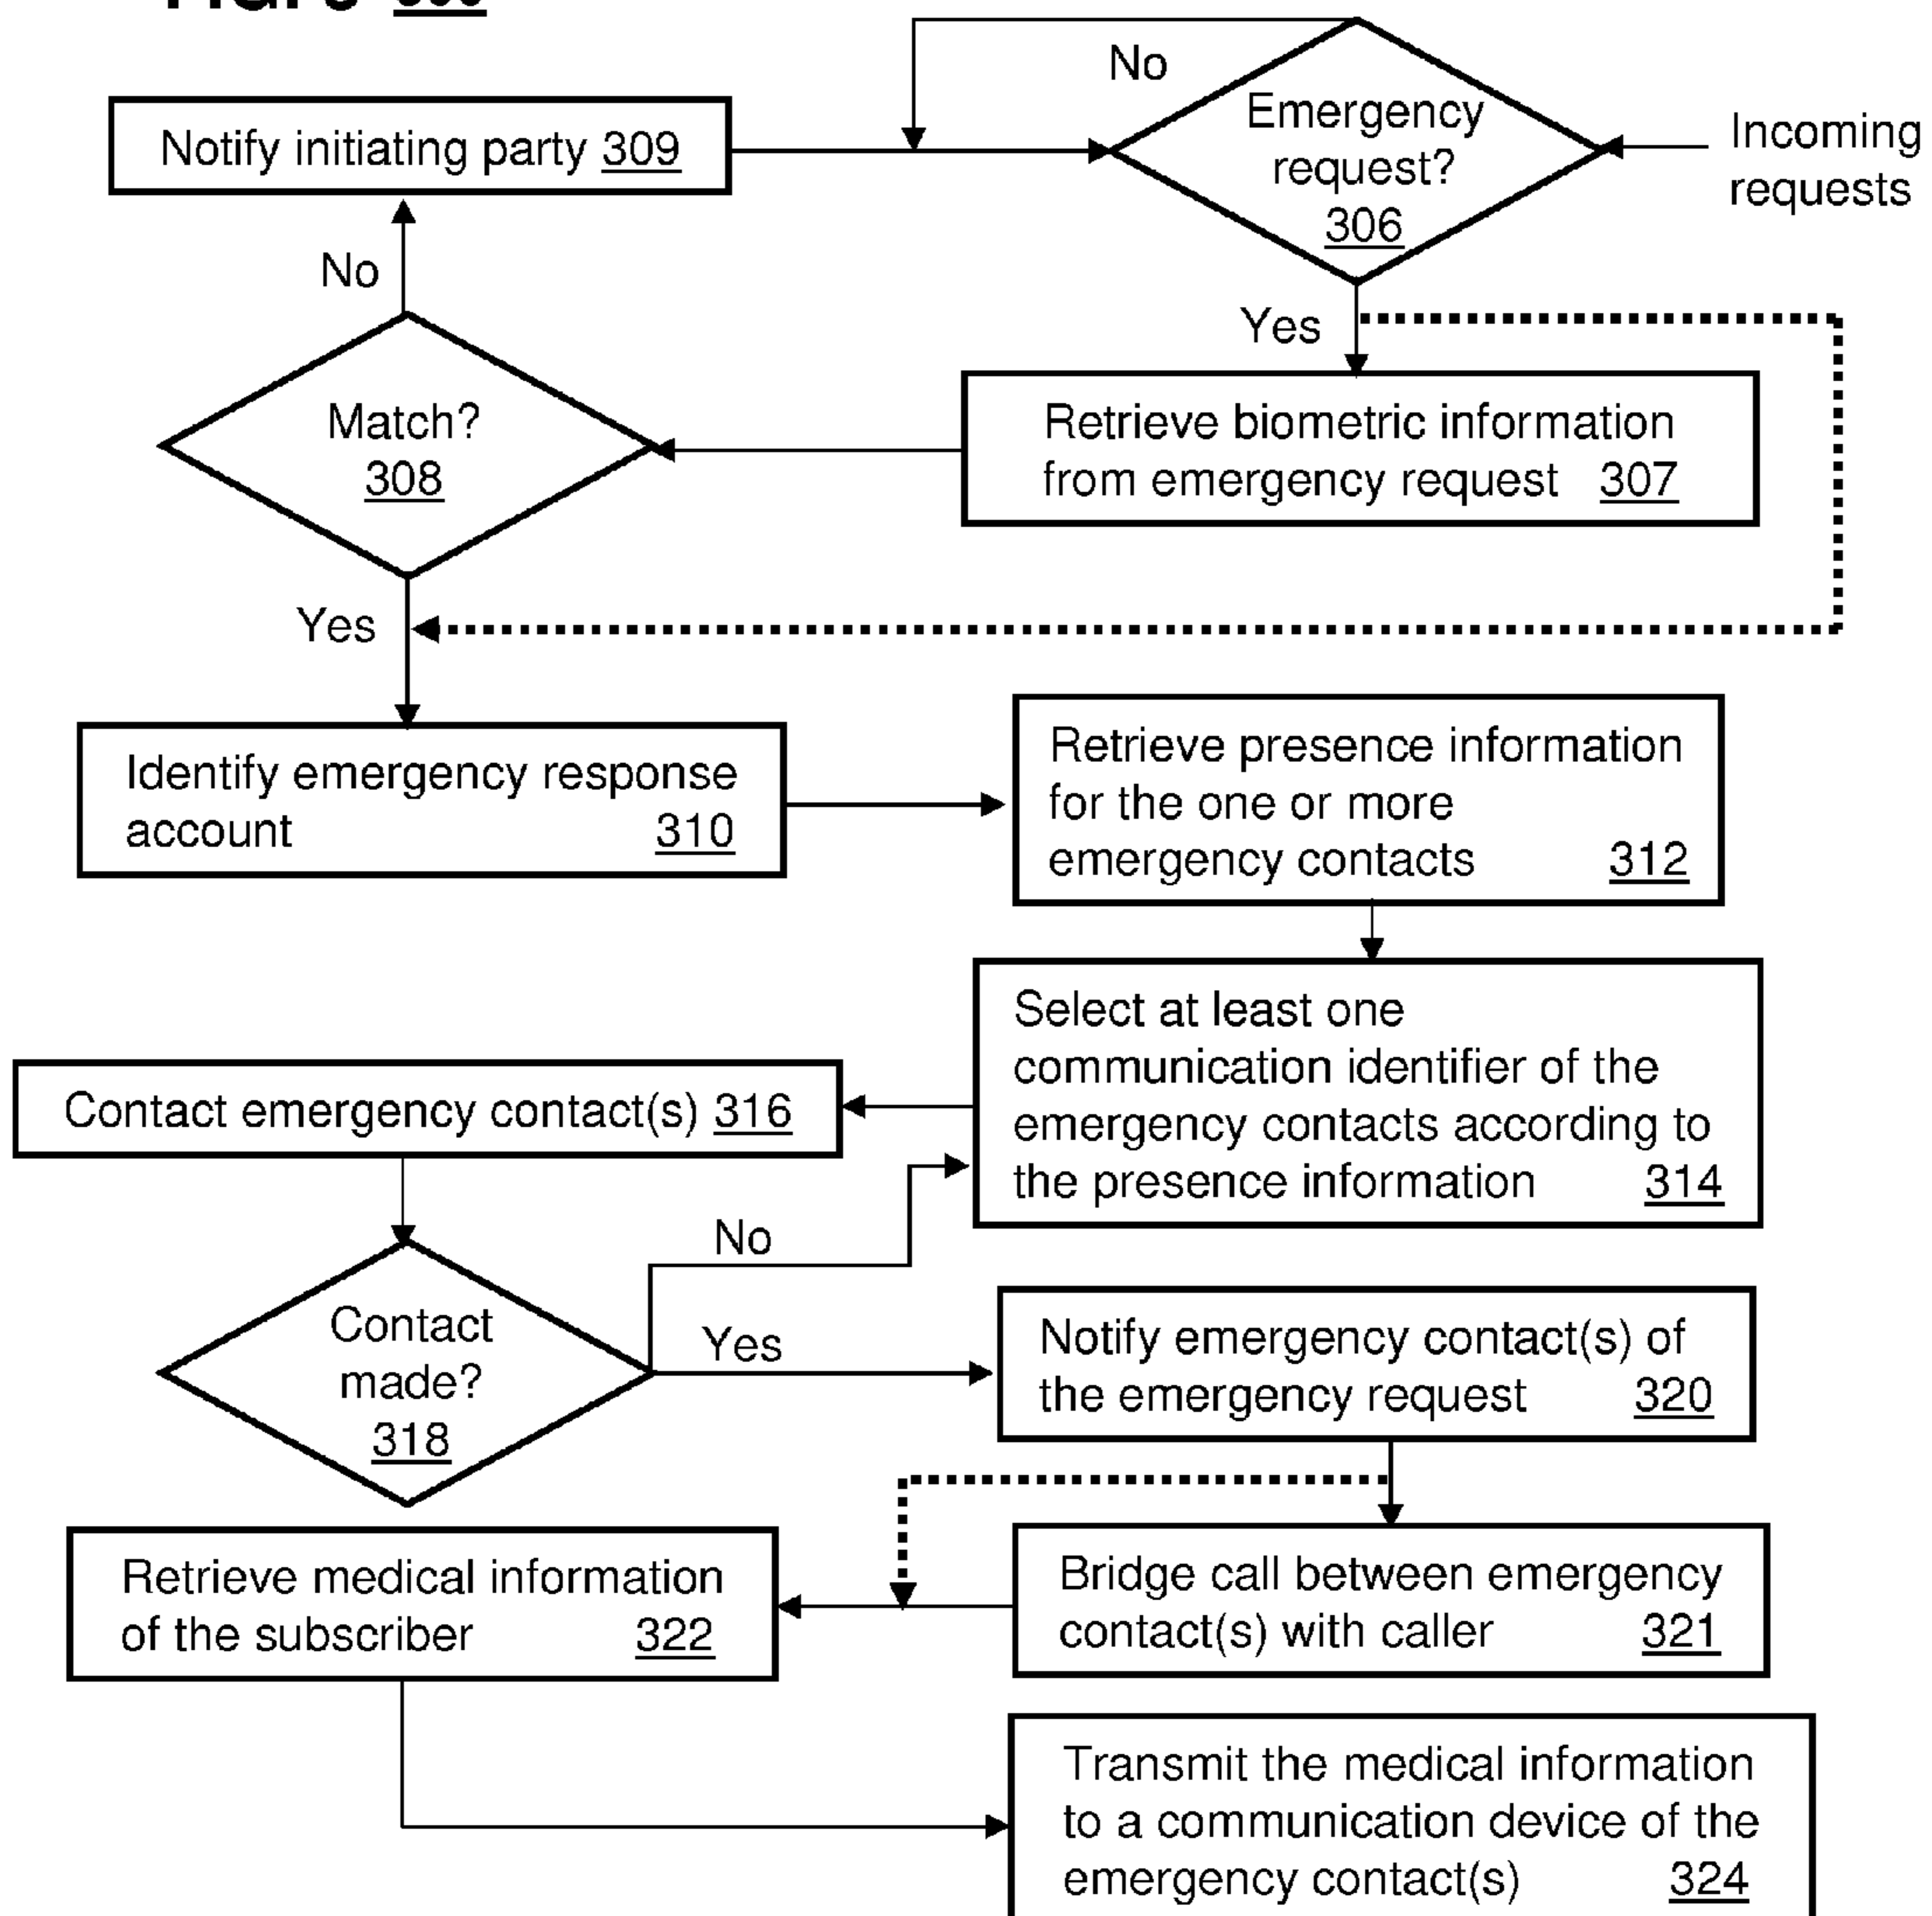 No
Emergency
request?
306
Incoming
requests
Notify initiating party 309
No
Yes
Match?
308
Retrieve biometric information
from emergency request 307
Yes
Identify emergency response
account 310
Retrieve presence information
for the one or more
emergency contacts 312
Select at least one
communication identifier of the
emergency contacts according to
the presence information 314
Contact emergency contact(s) 316
No
Contact
made?
318
Yes
Notify emergency contact(s) of
the emergency request 320
Retrieve medical information
of the subscriber 322
Bridge call between emergency
contact(s) with caller 321
Transmit the medical information
to a communication device of the
emergency contact(s) 324